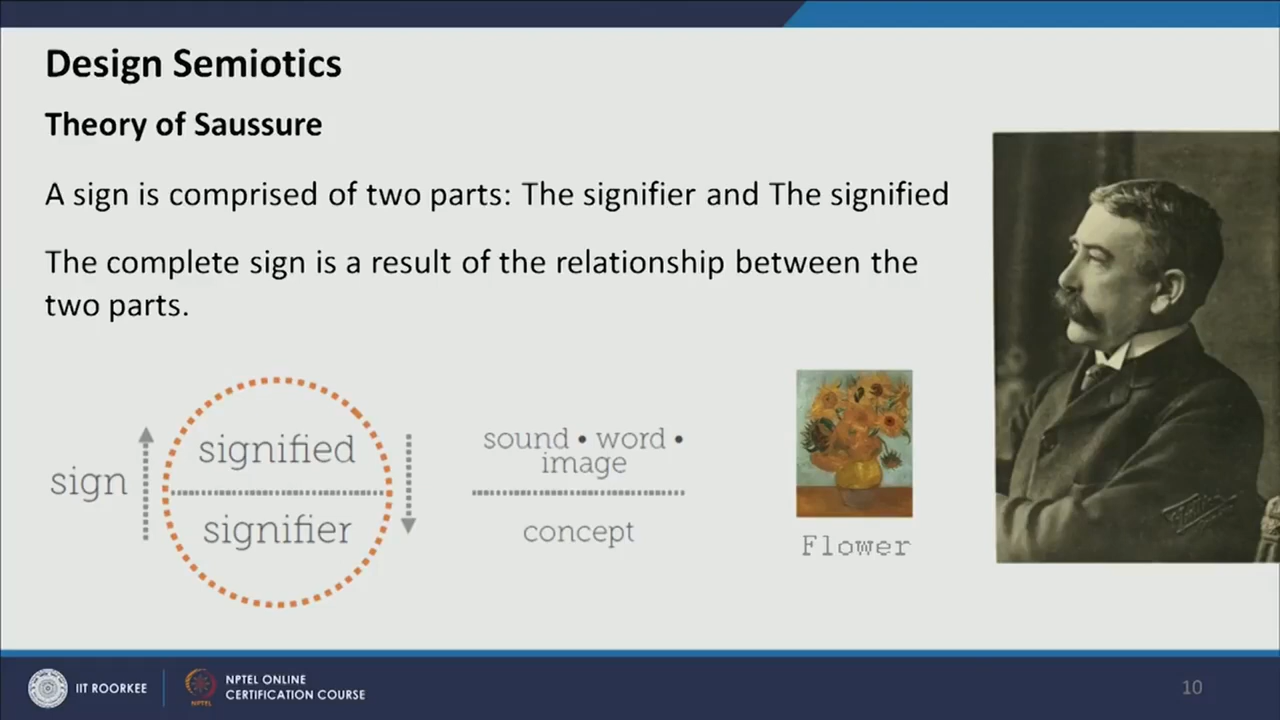 Design Semiotics
Theory of Saussure
A sign is comprised of two parts: The signifier and The signified
The complete sign is a result of the relationship between the
two parts.
sign
signified
signifier
sound • word •
image
concept
Flower
IIT ROORKEE
NPTEL
NPTEL ONLINE
CERTIFICATION COURSE
10